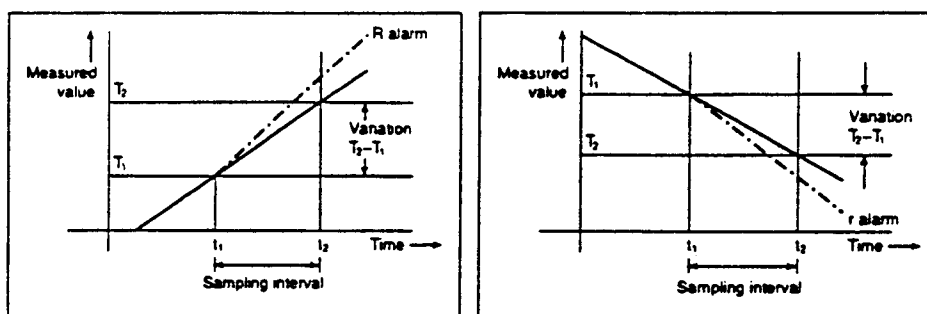 R alarm
Measured value
T₂
Vanation
T₂–T₁
T₁
t₁
t₂
Time
Sampling interval
Measured value
T₁
Vanation
T₂–T₁
T₂
r alarm
t₁
t₂
Time
Sampling interval